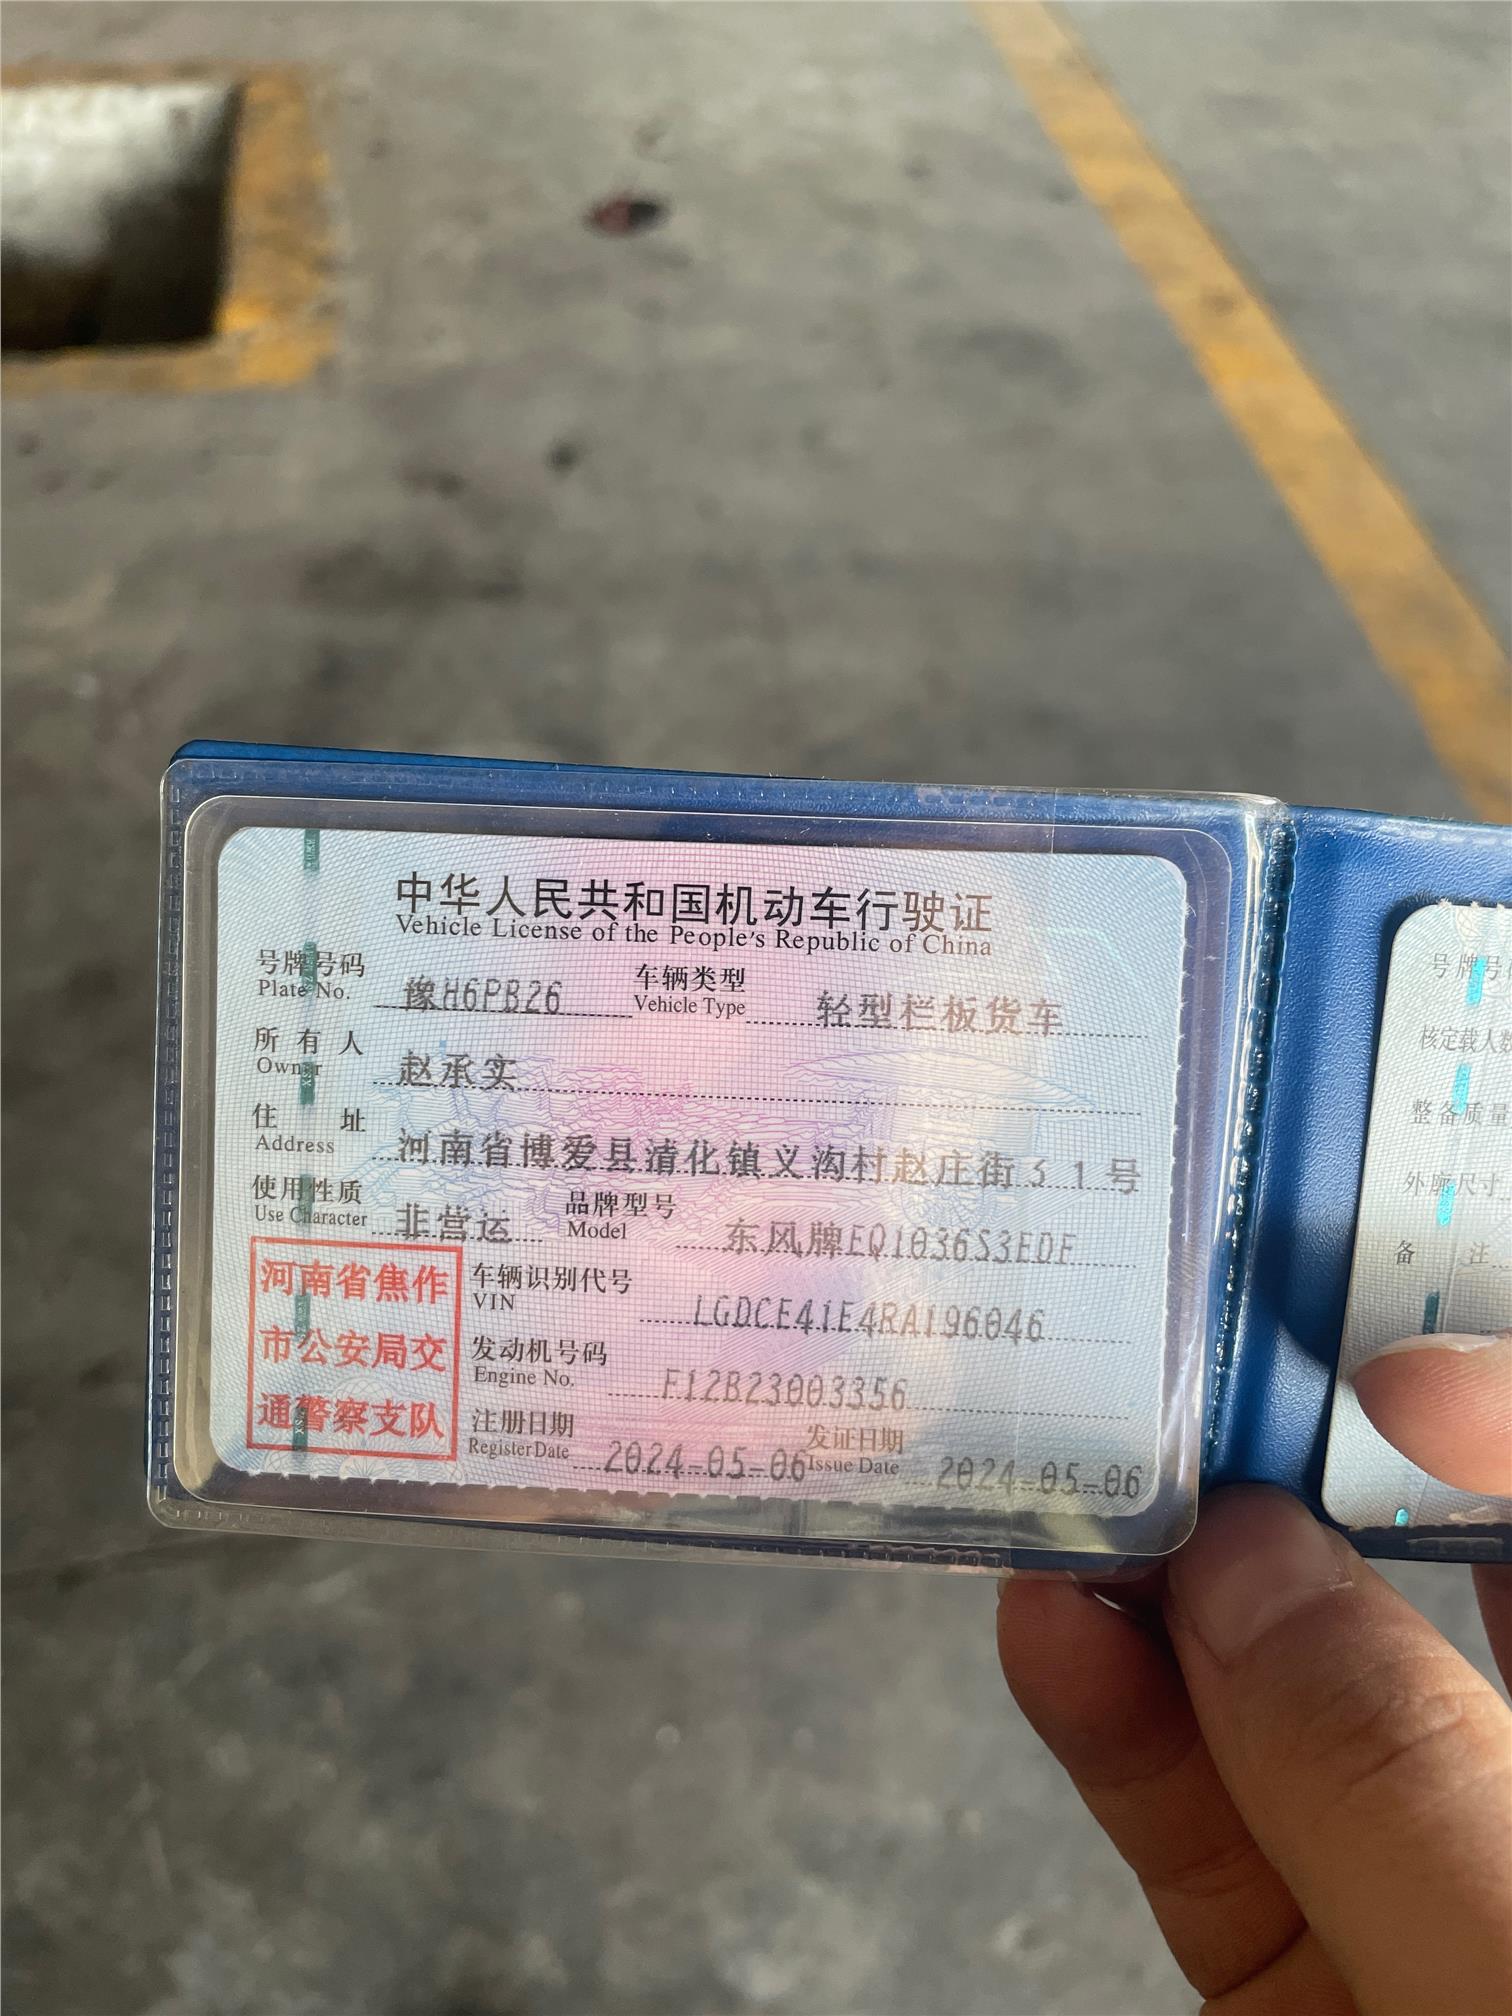 中华人民共和国机动车行驶证
Vehicle License of the People's Republic of China
号牌号码 豫H6PB26 车辆类型 轻型栏板货车
Plate No. Vehicle Type
所有人 赵承实
Owner
住址 河南省博爱县清化镇义沟村赵庄街31号
Address
使用性质 非营运 品牌型号 东风牌EQ1036S3EDF
Use Character Model
河南省焦作
市公安局交
通警察支队
车辆识别代号 LGDCE41E4RA196046
VIN
发动机号码 F12B23003356
Engine No.
注册日期 2024-05-06 发证日期 2024-05-06
Register Date Issue Date
号牌号
核定载人数
整备质量
外廓尺寸
备注